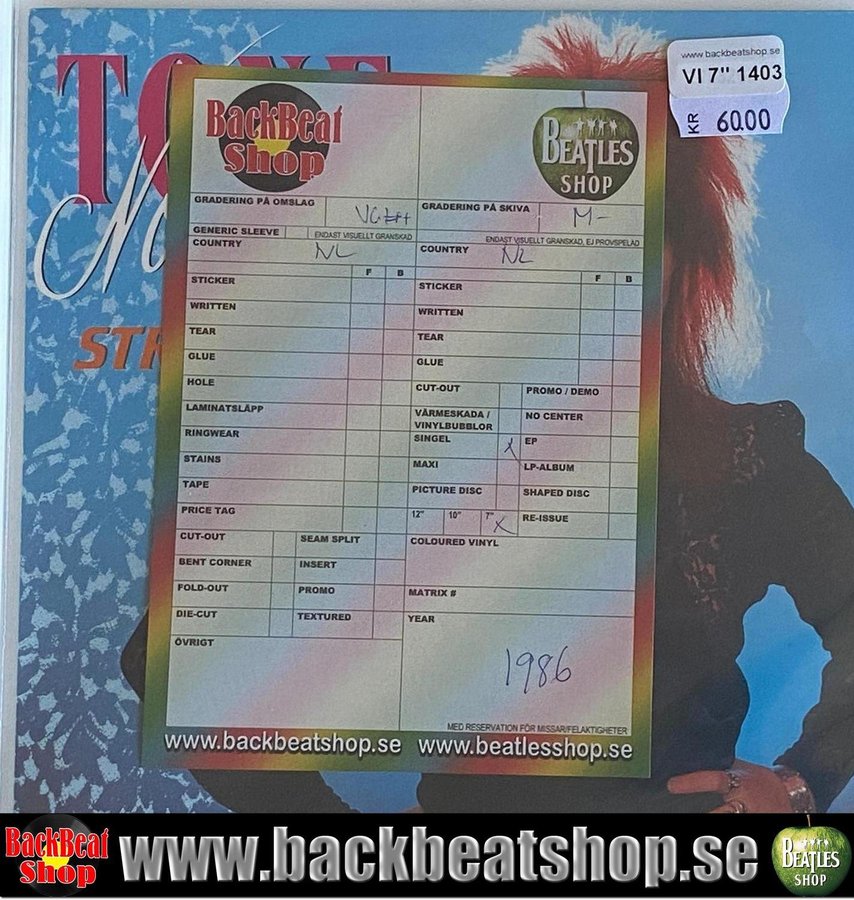 TONE
No
STR
www.backbeatshop.se
VI 7" 1403
KR 60.00
BackBeat
Shop
BEATLES
SHOP
GRADERING PÅ OMSLAG
GRADERING PÅ SKIVA M-
GENERIC SLEEVE ENDAST VISUELLT GRANSKAD
ENDAST VISUELLT GRANSKAD, EJ PROVSPELAD
COUNTRY NL
COUNTRY NL
F B
F B
STICKER
STICKER
WRITTEN
WRITTEN
TEAR
TEAR
GLUE
GLUE
HOLE
CUT-OUT PROMO / DEMO
LAMINATSLÄPP
VÄRMESKADA /
VINYLBUBBLOR NO CENTER
RINGWEAR
SINGEL X EP
STAINS
MAXI LP-ALBUM
TAPE
PICTURE DISC SHAPED DISC
PRICE TAG
12" 10" 7" X RE-ISSUE
CUT-OUT SEAM SPLIT
COLOURED VINYL
BENT CORNER INSERT
FOLD-OUT PROMO
MATRIX #
DIE-CUT TEXTURED
YEAR
ÖVRIGT
1986
MED RESERVATION FÖR MISSAR/FELAKTIGHETER
www.backbeatshop.se www.beatlesshop.se
BackBeat
Shop
www.backbeatshop.se
BEATLES
SHOP